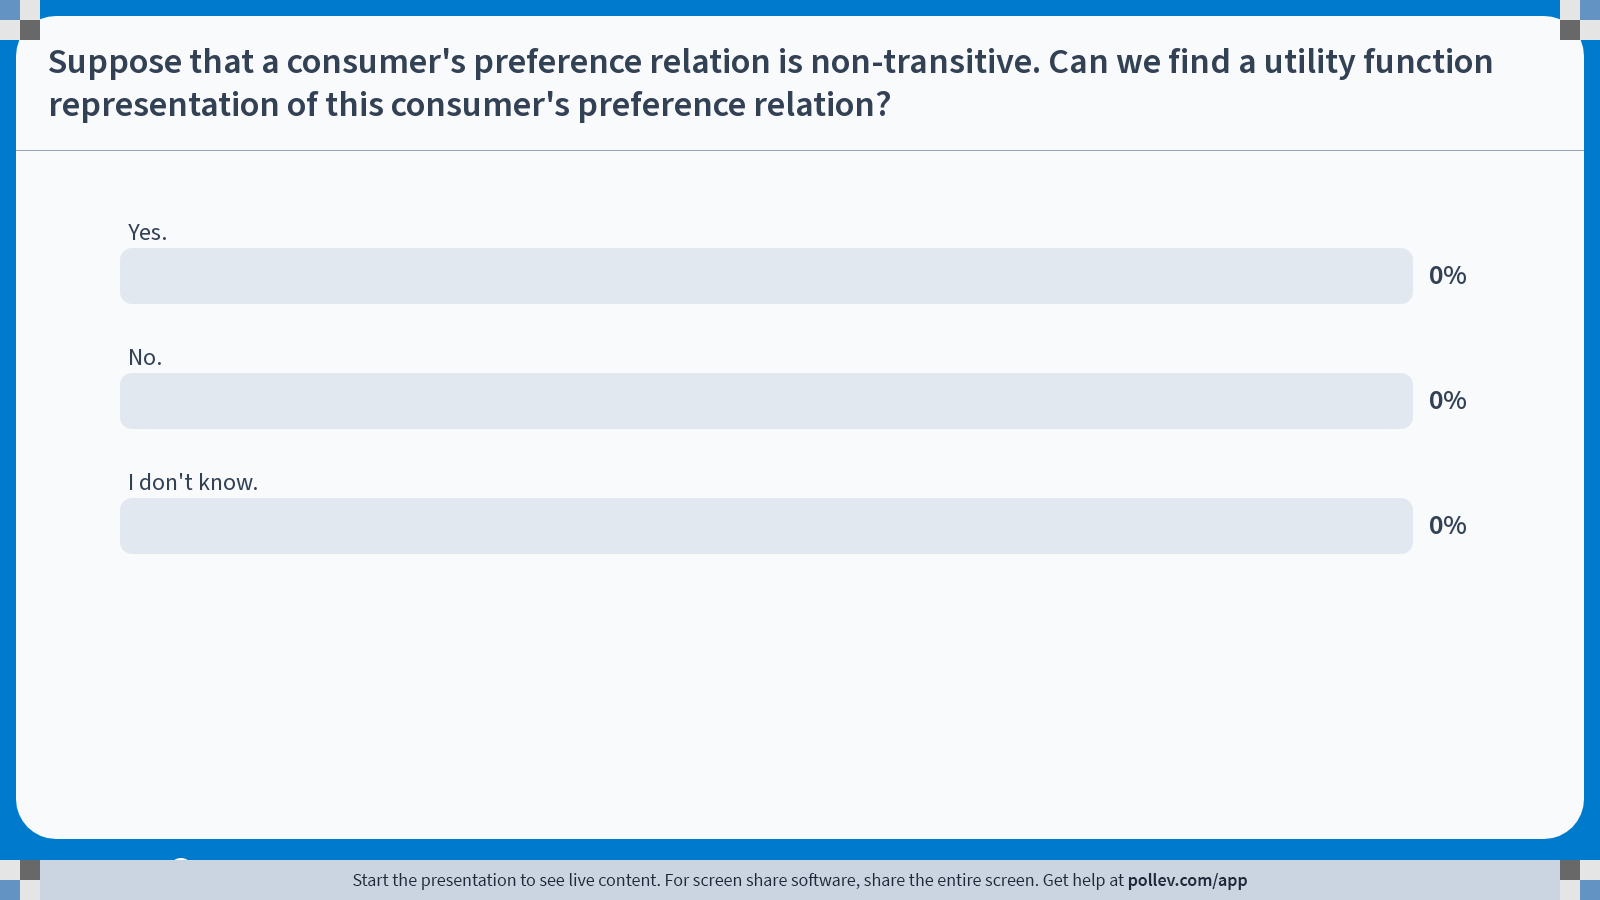 Suppose that a consumer's preference relation is non-transitive. Can we find a utility function
representation of this consumer's preference relation?
Yes.
0%
No.
0%
I don't know.
0%
Start the presentation to see live content. For screen share software, share the entire screen. Get help at pollev.com/app